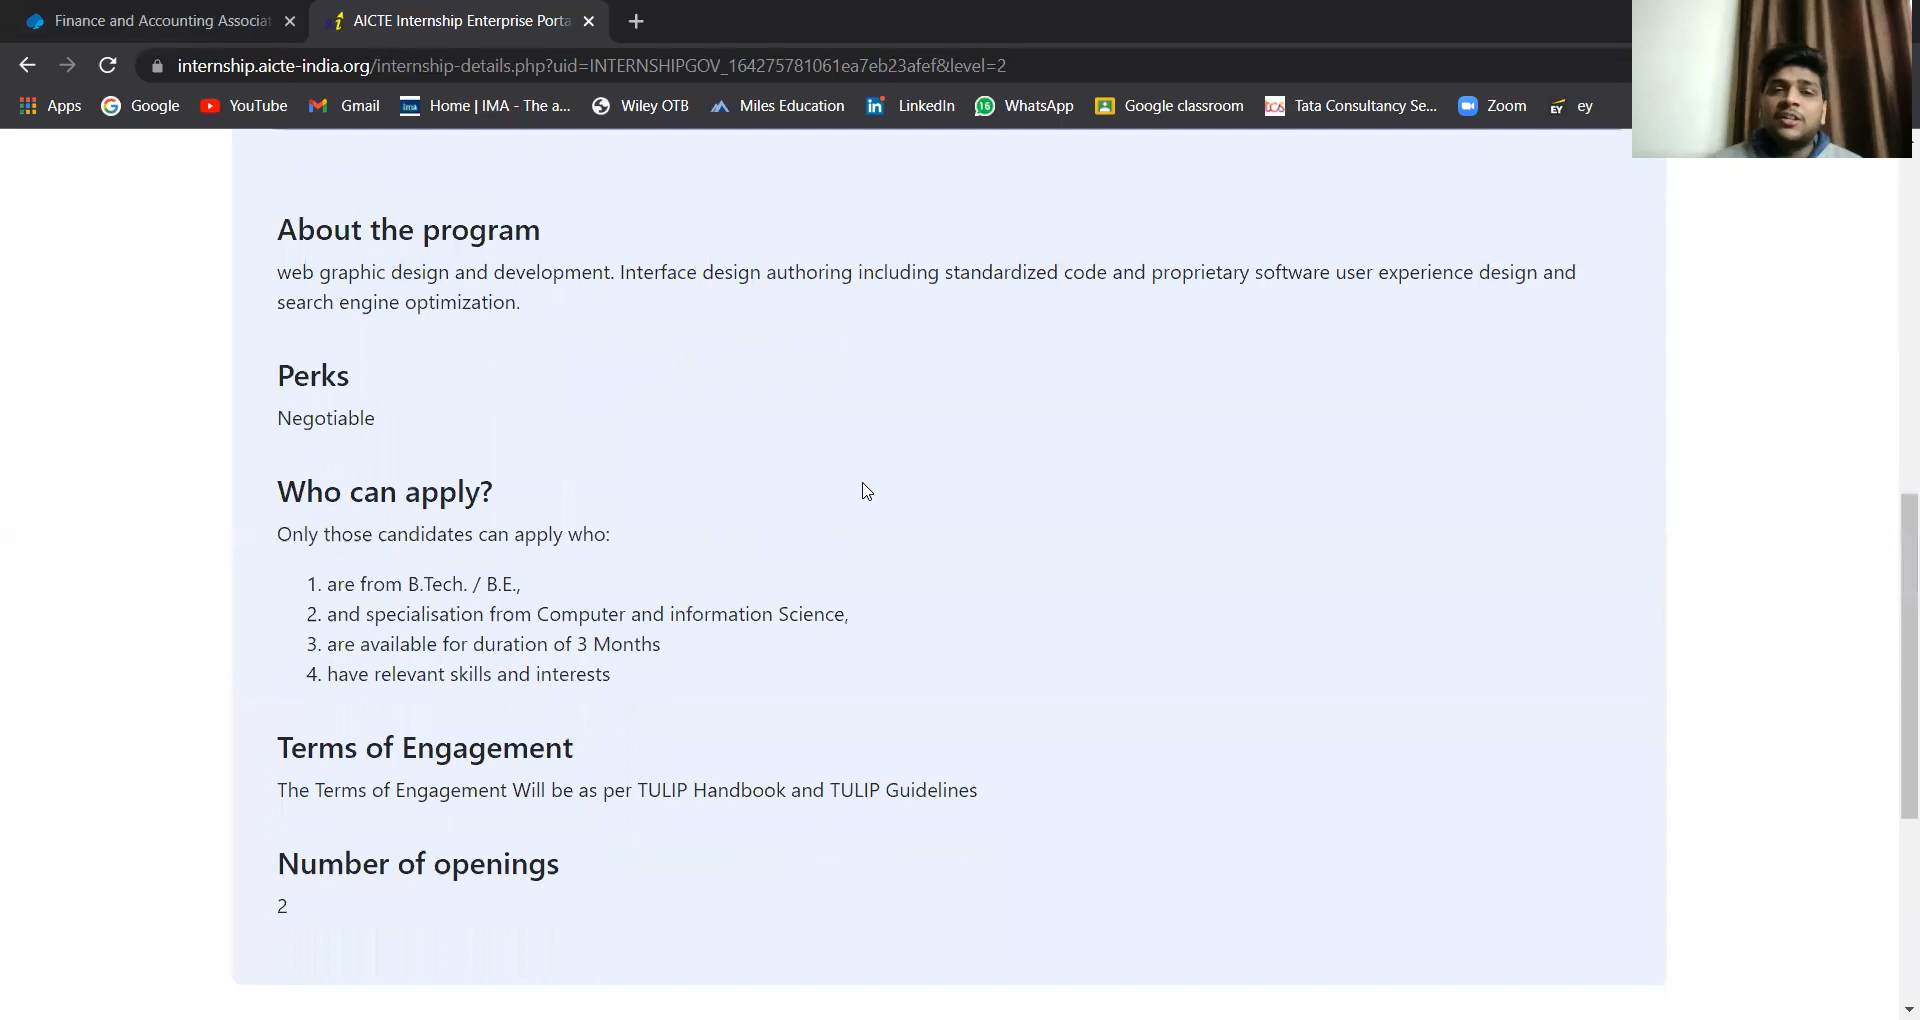 Finance and Accounting Associat
AICTE Internship Enterprise Porta
internship.aicte-india.org/internship-details.php?uid=INTERNSHIPGOV_164275781061ea7eb23afef&level=2
Apps Google YouTube Gmail Home | IMA - The a... Wiley OTB Miles Education LinkedIn 16 WhatsApp Google classroom Tata Consultancy Se... Zoom EY ey
About the program
web graphic design and development. Interface design authoring including standardized code and proprietary software user experience design and
search engine optimization.
Perks
Negotiable
Who can apply?
Only those candidates can apply who:
1. are from B.Tech. / B.E.,
2. and specialisation from Computer and information Science,
3. are available for duration of 3 Months
4. have relevant skills and interests
Terms of Engagement
The Terms of Engagement Will be as per TULIP Handbook and TULIP Guidelines
Number of openings
2